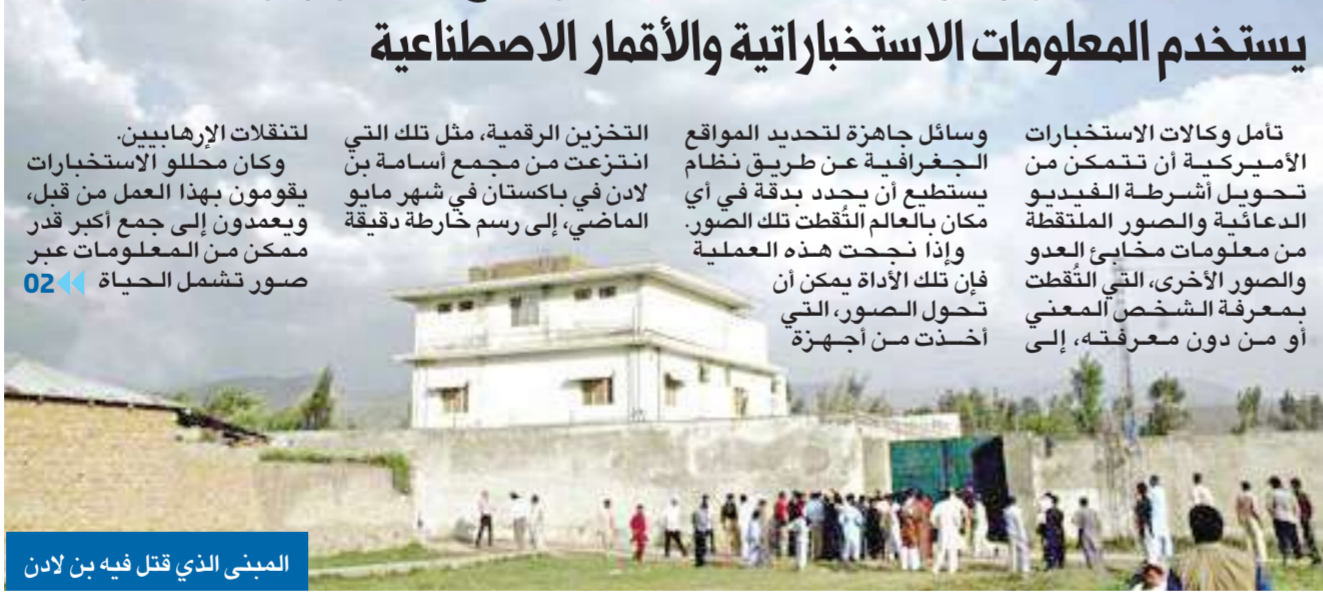 يستخدم المعلومات الاستخباراتية والأقمار الاصطناعية
تأمل وكالات الاستخبارات
الأميركية أن تتمكن من
تحويل أشرطة الفيديو
الدعائية والصور الملتقطة
من معلومات مخابئ العدو
والصور الأخرى، التي التُقطت
بمعرفة الشخص المعني
أو من دون معرفته، إلى
وسائل جاهزة لتحديد المواقع
الجغرافية عن طريق نظام
يستطيع أن يحدد بدقة في أي
مكان بالعالم التُقطت تلك الصور.
وإذا نجحت هذه العملية
فإن تلك الأداة يمكن أن
تحول الصور، التي
أخذت من أجهزة
التخزين الرقمية، مثل تلك التي
انتزعت من مجمع أسامة بن
لادن في باكستان في شهر مايو
الماضي، إلى رسم خارطة دقيقة
لتنقلات الإرهابيين.
وكان محللو الاستخبارات
يقومون بهذا العمل من قبل،
ويعمدون إلى جمع أكبر قدر
ممكن من المعلومات عبر
صور تشمل الحياة 02
المبنى الذي قتل فيه بن لادن